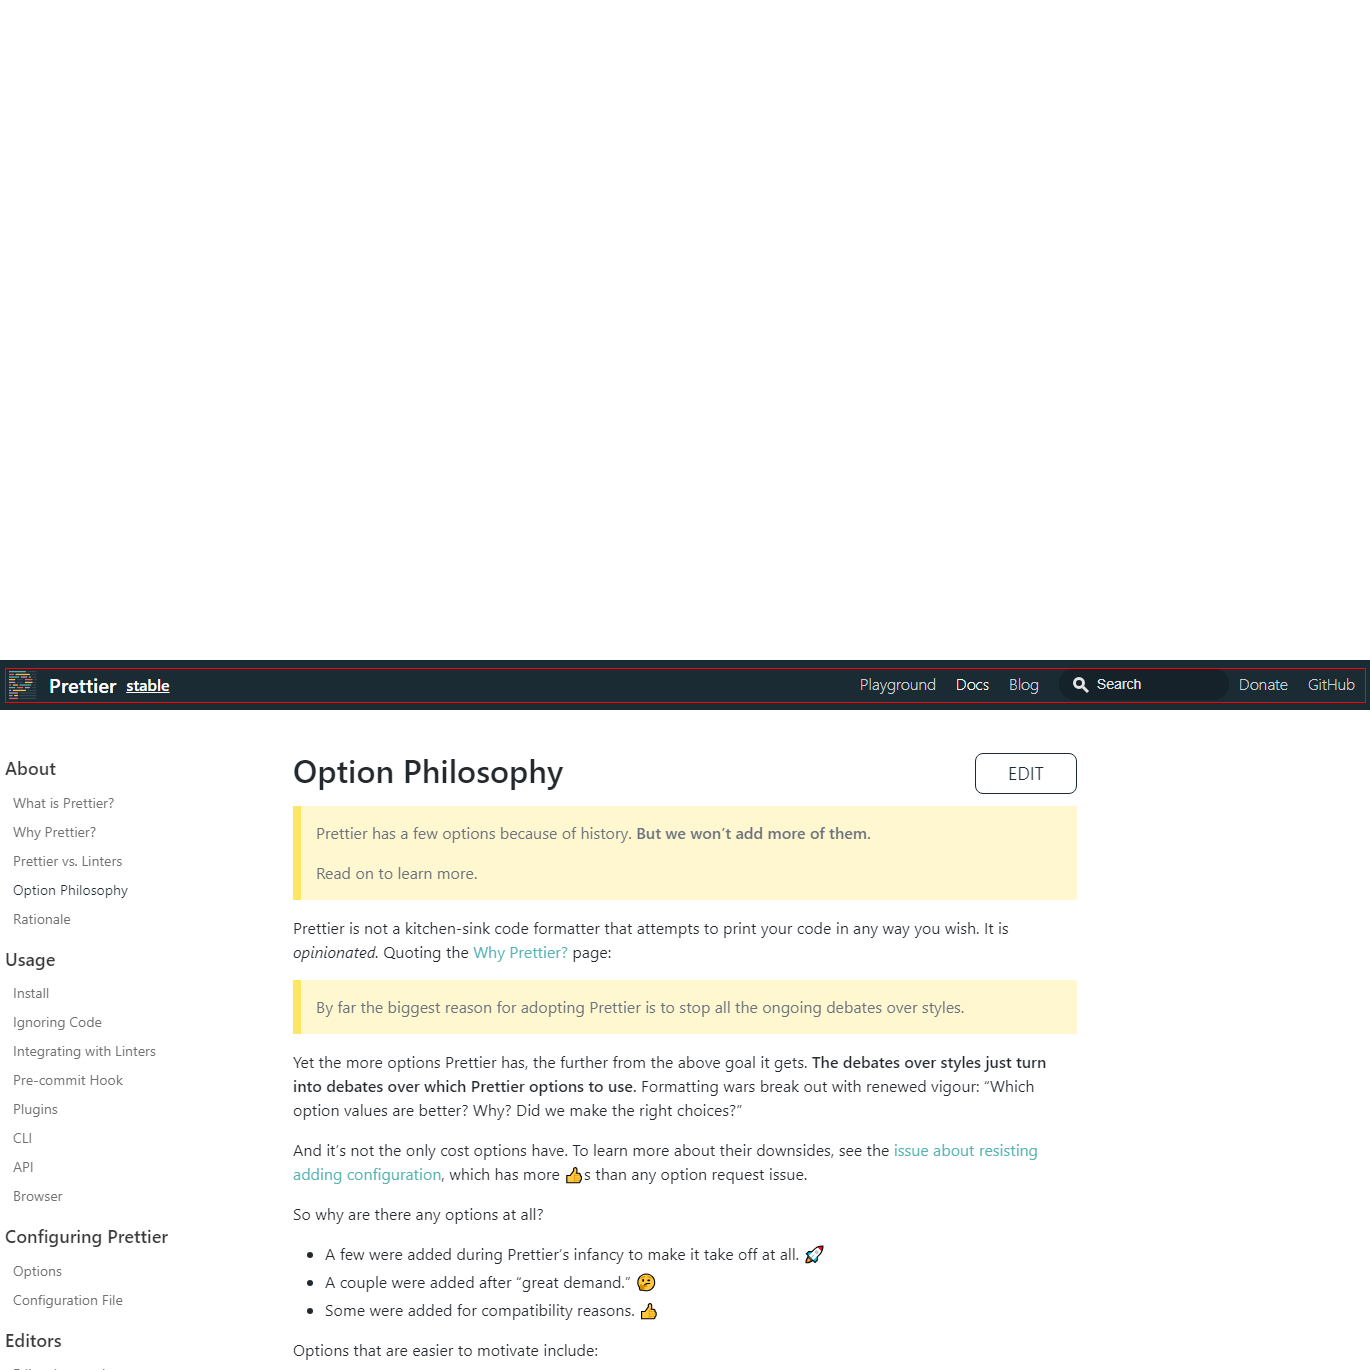 Prettier stable Playground Docs Blog Search Donate GitHub
About
What is Prettier?
Why Prettier?
Prettier vs. Linters
Option Philosophy
Rationale
Usage
Install
Ignoring Code
Integrating with Linters
Pre-commit Hook
Plugins
CLI
API
Browser
Configuring Prettier
Options
Configuration File
Editors
Option Philosophy
EDIT
Prettier has a few options because of history. But we won’t add more of them.
Read on to learn more.
Prettier is not a kitchen-sink code formatter that attempts to print your code in any way you wish. It is
opinionated. Quoting the Why Prettier? page:
By far the biggest reason for adopting Prettier is to stop all the ongoing debates over styles.
Yet the more options Prettier has, the further from the above goal it gets. The debates over styles just turn
into debates over which Prettier options to use. Formatting wars break out with renewed vigour: “Which
option values are better? Why? Did we make the right choices?”
And it’s not the only cost options have. To learn more about their downsides, see the issue about resisting
adding configuration, which has more 👍s than any option request issue.
So why are there any options at all?
• A few were added during Prettier’s infancy to make it take off at all. 🚀
• A couple were added after “great demand.” 🤔
• Some were added for compatibility reasons. 👍
Options that are easier to motivate include: